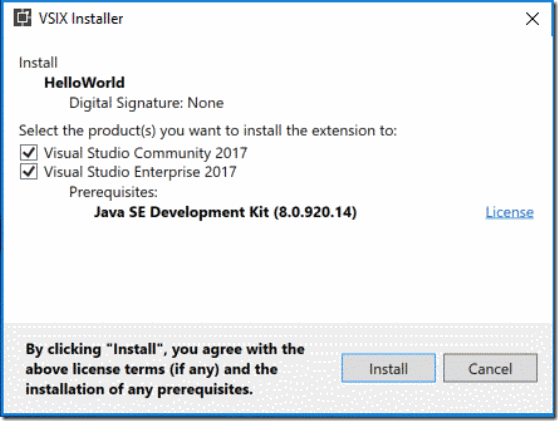 VSIX Installer
Install
HelloWorld
Digital Signature: None
Select the product(s) you want to install the extension to:
Visual Studio Community 2017
Visual Studio Enterprise 2017
Prerequisites:
Java SE Development Kit (8.0.920.14) License
By clicking "Install", you agree with the
above license terms (if any) and the
installation of any prerequisites.
Install Cancel